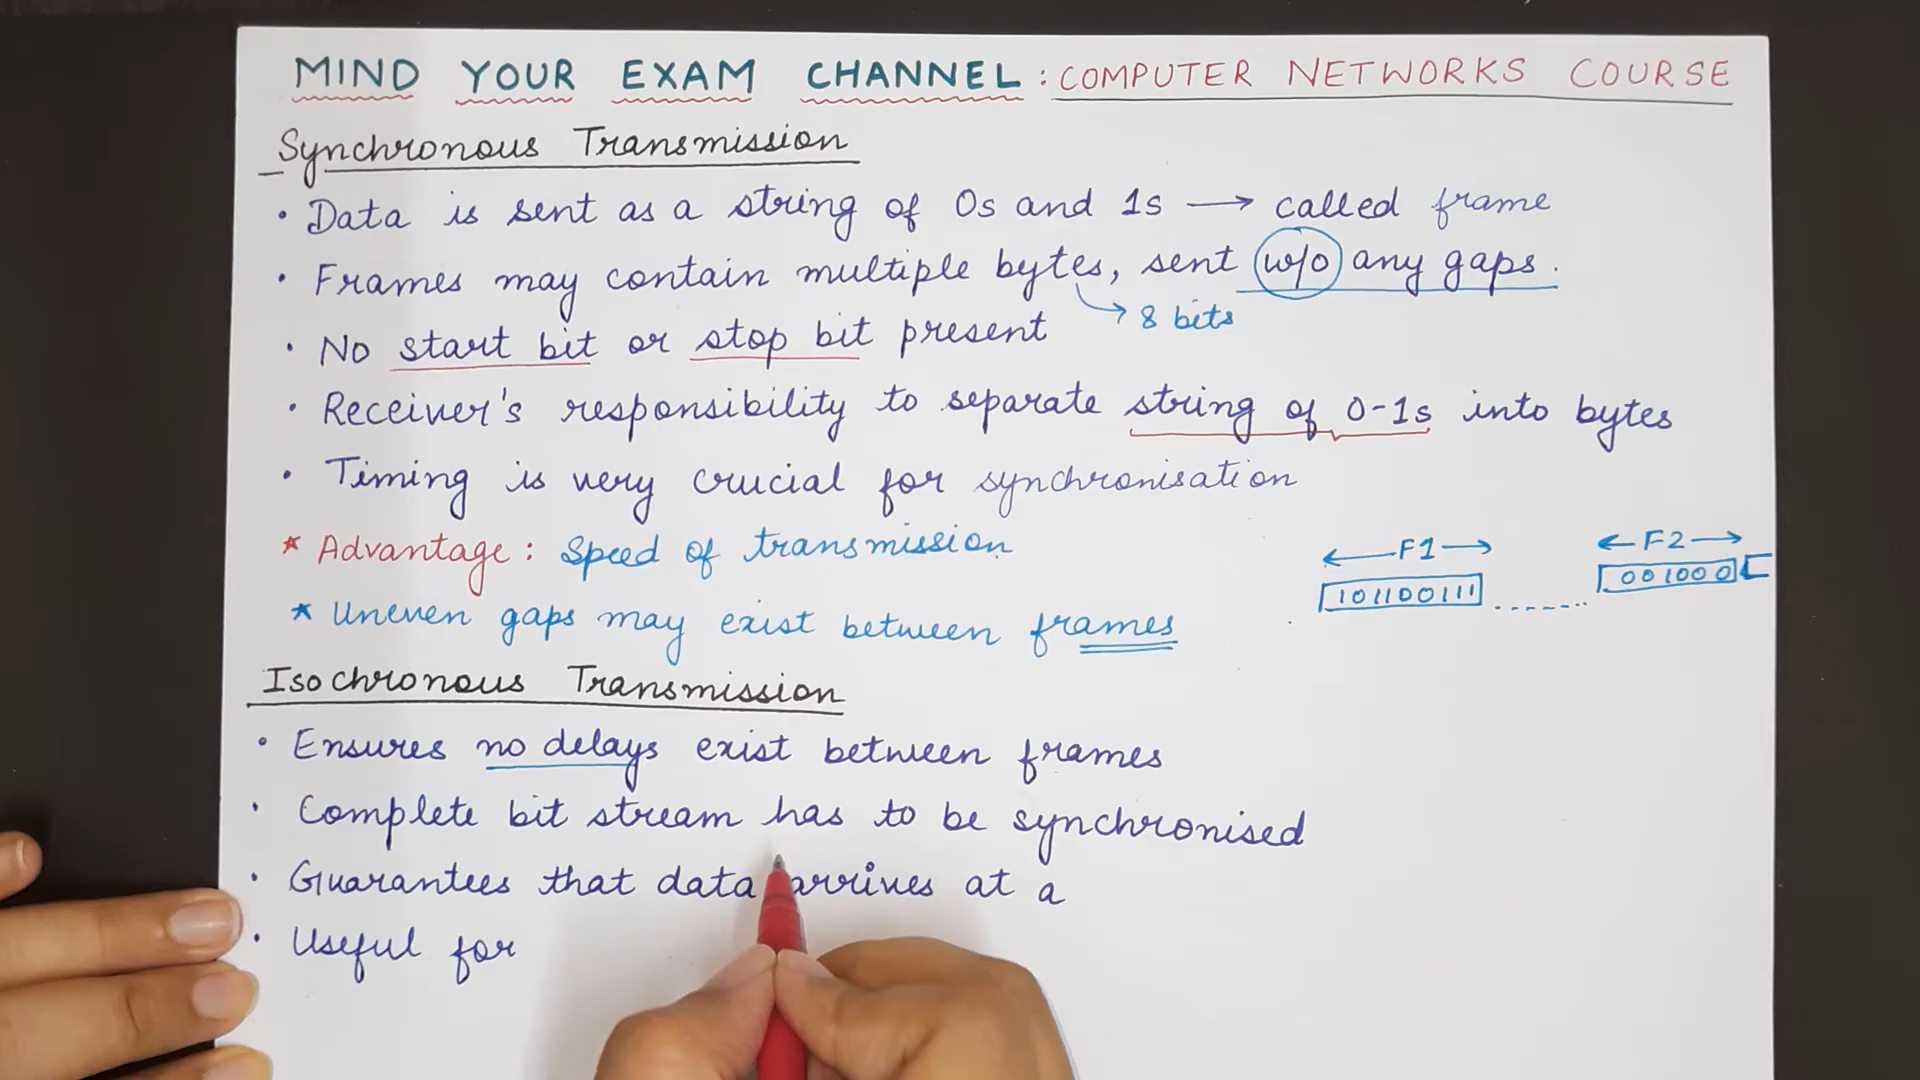 MIND YOUR EXAM CHANNEL : COMPUTER NETWORKS COURSE
Synchronous Transmission
• Data is sent as a string of 0s and 1s → called frame
• Frames may contain multiple bytes, sent w/o any gaps.
→ 8 bits
• No start bit or stop bit present
• Receiver's responsibility to separate string of 0-1s into bytes
• Timing is very crucial for synchronisation
* Advantage: Speed of transmission
← F1 →
← F2 →
101100111 ------
001000
* Uneven gaps may exist between frames
Isochronous Transmission
• Ensures no delays exist between frames
• Complete bit stream has to be synchronised
• Guarantees that data arrives at a
• Useful for